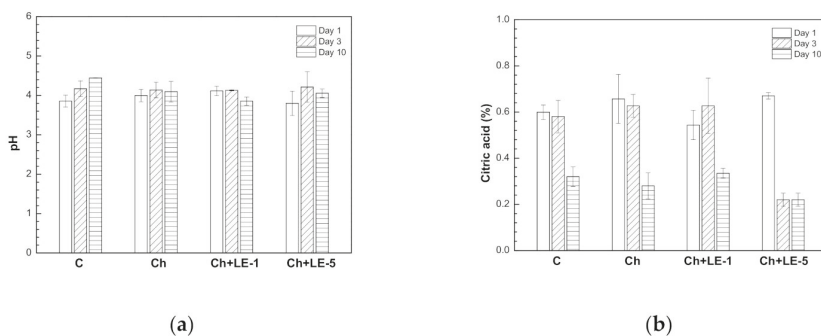 6
5
4
3
2
1
0
pH
Day 1
Day 3
Day 10
C
Ch
Ch+LE-1
Ch+LE-5
(a)
1.0
0.8
0.6
0.4
0.2
0.0
Citric acid (%)
Day 1
Day 3
Day 10
C
Ch
Ch+LE-1
Ch+LE-5
(b)